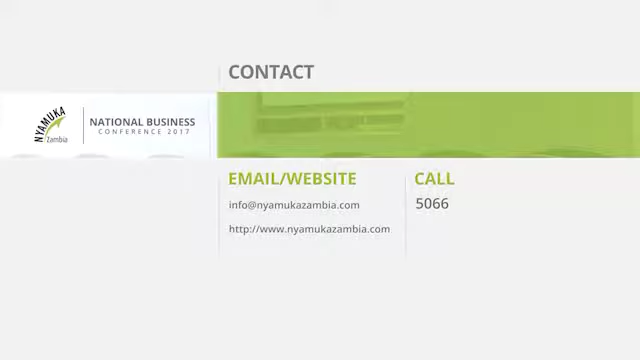 CONTACT
NYAMUKA
Zambia
NATIONAL BUSINESS
CONFERENCE 2017
EMAIL/WEBSITE
info@nyamukazambia.com
http://www.nyamukazambia.com
CALL
5066